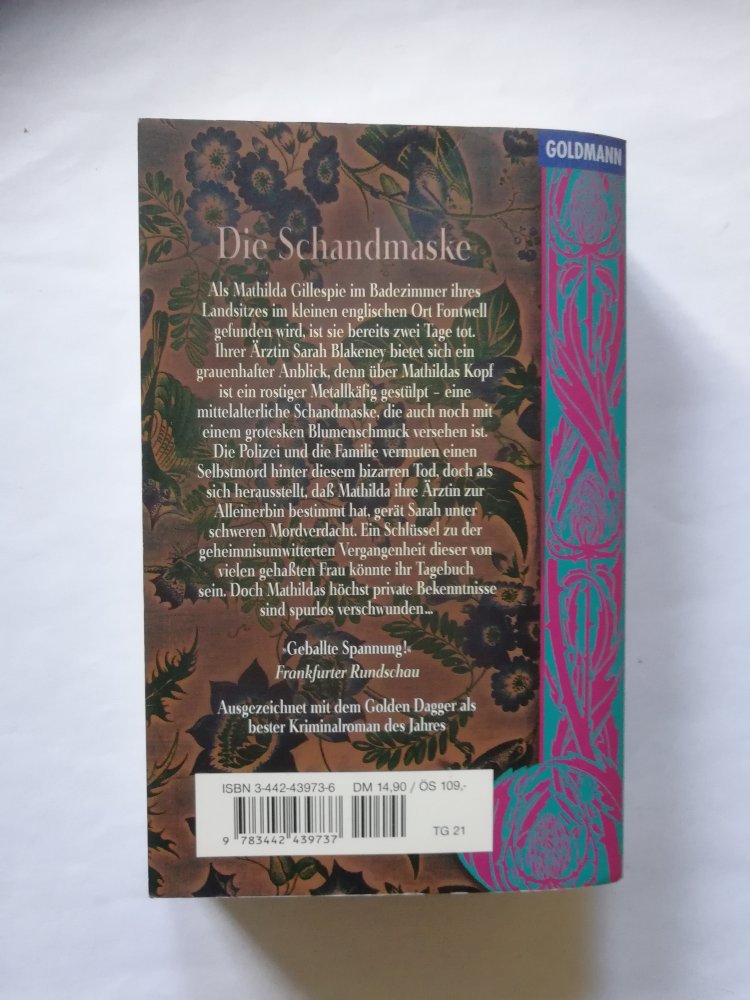 GOLDMANN
Die Schandmaske
Als Mathilda Gillespie im Badezimmer ihres
Landsitzes im kleinen englischen Ort Fontwell
gefunden wird, ist sie bereits zwei Tage tot.
Ihrer Ärztin Sarah Blakeney bietet sich ein
grauenhafter Anblick, denn über Mathildas Kopf
ist ein rostiger Metallkäfig gestülpt – eine
mittelalterliche Schandmaske, die auch noch mit
einem grotesken Blumenschmuck versehen ist.
Die Polizei und die Familie vermuten einen
Selbstmord hinter diesem bizarren Tod, doch als
sich herausstellt, daß Mathilda ihre Ärztin zur
Alleinerbin bestimmt hat, gerät Sarah unter
schweren Mordverdacht. Ein Schlüssel zu der
geheimnisumwitterten Vergangenheit dieser von
vielen gehaßten Frau könnte ihr Tagebuch
sein. Doch Mathildas höchst private Bekenntnisse
sind spurlos verschwunden...
»Geballte Spannung!«
Frankfurter Rundschau
Ausgezeichnet mit dem Golden Dagger als
bester Kriminalroman des Jahres
ISBN 3-442-43973-6 DM 14,90 / ÖS 109,-
9 783442 439737
TG 21